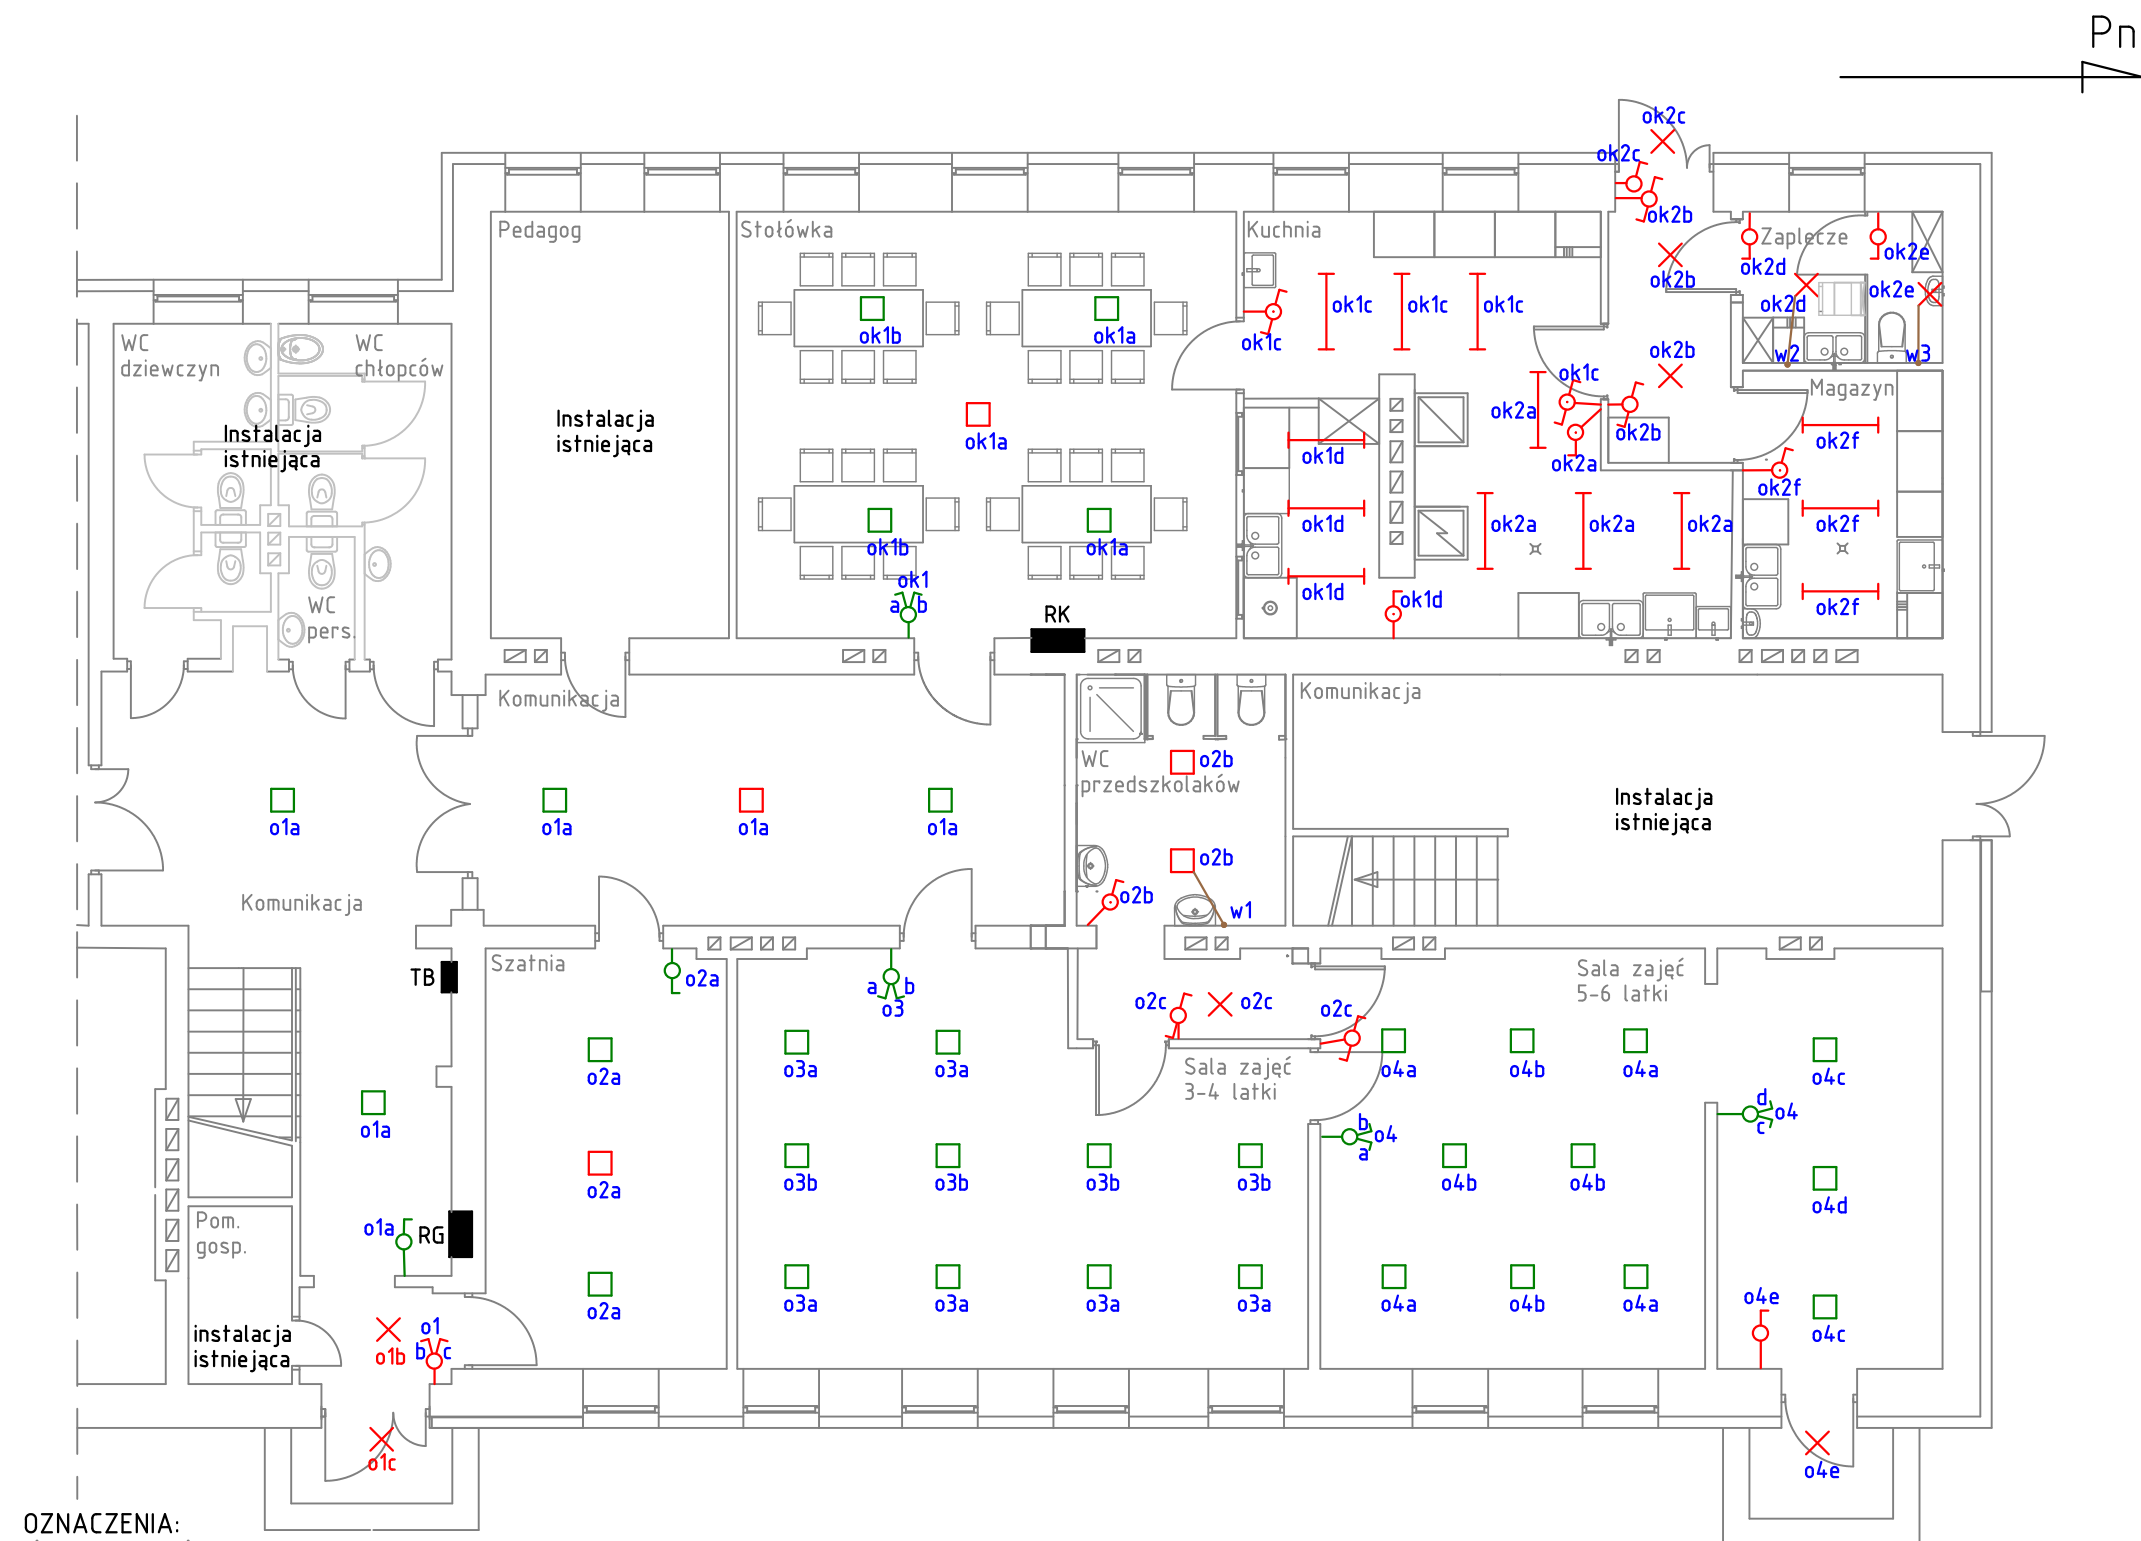 Pn
ok2c
ok2c
ok2b
Pedagog
Stołówka
Kuchnia
Zaplecze
ok2b
ok2d
ok2e
ok2d
ok2e
ok1b
ok1a
ok1c
ok1c
ok1c
ok1c
WC
dziewczyn
WC
chłopców
ok2b
w2
w3
ok1c
Magazyn
Instalacja
istniejąca
Instalacja
istniejąca
ok1a
ok2a
ok2b
ok2f
ok1d
ok2a
ok2f
ok1b
ok1a
ok1d
ok2a
ok2a
ok2a
ok2f
ok1
a b
RK
ok1d
ok1d
ok2f
WC
pers.
Komunikacja
Komunikacja
WC
przedszkolaków
o2b
Instalacja
istniejąca
o1a
o1a
o1a
o1a
o2b
o2b
w1
Komunikacja
TB
Szatnia
o2a
a b
o3
o2c
o2c
o2c
Sala zajęć
5-6 latki
Sala zajęć
3-4 latki
o2a
o3a
o3a
o4a
o4b
o4a
o4c
o1a
b
o4
a
d
o4
c
o2a
o3b
o3b
o3b
o3b
o4b
o4b
o4d
Pom.
gosp.
o1a
RG
o2a
o3a
o3a
o3a
o3a
o4a
o4b
o4a
o4e
o4c
instalacja
istniejąca
o1
b c
o1b
o1c
o4e
OZNACZENIA: